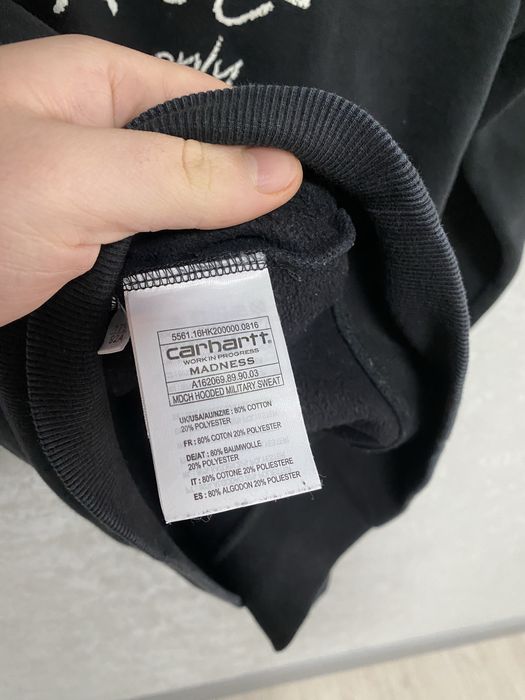 only
5561.16HK200000.0816
carhartt.
WORK IN PROGRESS
MADNESS
A162069.89.90.03
MDCH HOODED MILITARY SWEAT
UK/USA/AU/NZ/IE : 80% COTTON
20% POLYESTER
FR : 80% COTON 20% POLYESTER
DE/AT : 80% BAUMWOLLE
20% POLYESTER
IT : 80% COTONE 20% POLIESTERE
ES : 80% ALGODON 20% POLIESTER